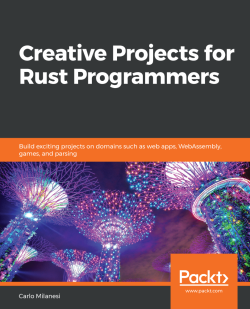 Creative Projects for
Rust Programmers
Build exciting projects on domains such as web apps, WebAssembly,
games, and parsing
Packt>
www.packt.com
Carlo Milanesi